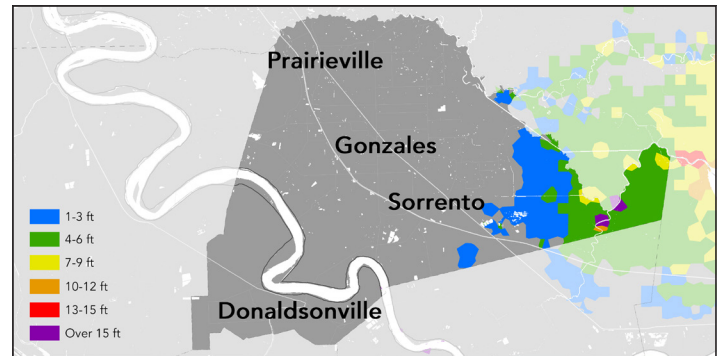 Prairieville
Gonzales
Sorrento
Donaldsonville
1-3 ft
4-6 ft
7-9 ft
10-12 ft
13-15 ft
Over 15 ft